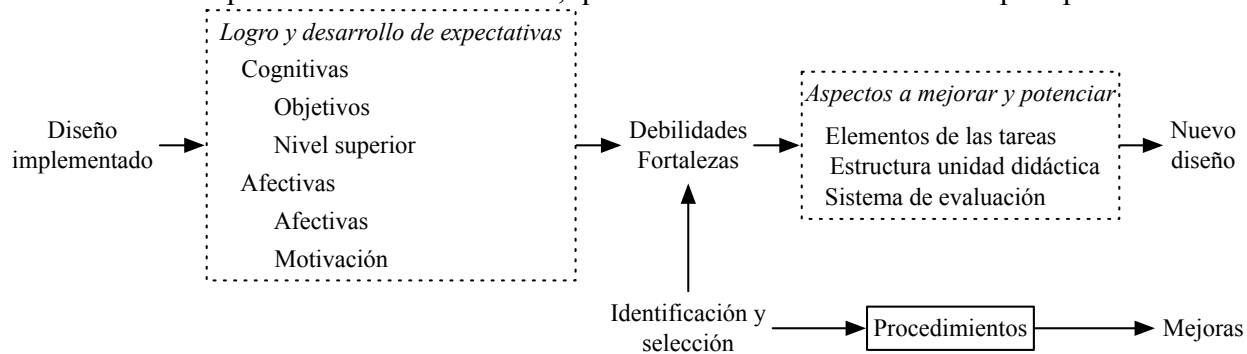 Logro y desarrollo de expectativas
Cognitivas
Objetivos
Nivel superior
Afectivas
Afectivas
Motivación
Diseño
implementado
Debilidades
Fortalezas
Aspectos a mejorar y potenciar
Elementos de las tareas
Estructura unidad didáctica
Sistema de evaluación
Nuevo
diseño
Identificación y
selección
Procedimientos
Mejoras